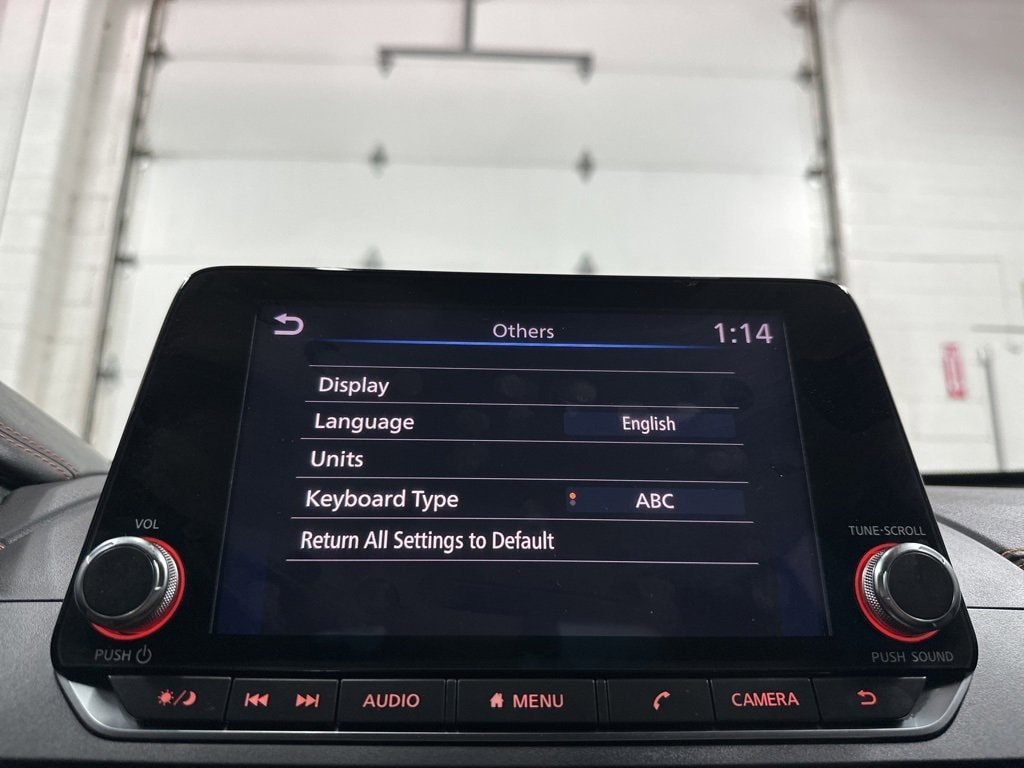 Others
1:14
Display
Language English
Units
Keyboard Type ABC
Return All Settings to Default
VOL
TUNE·SCROLL
PUSH
PUSH SOUND
AUDIO
MENU
CAMERA